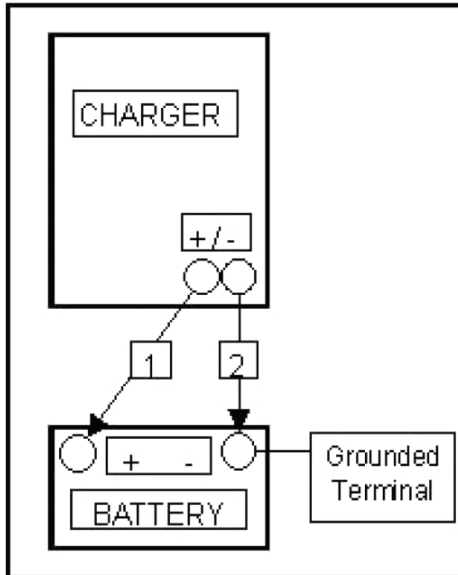 CHARGER
+/-
1
2
+ -
Grounded
Terminal
BATTERY